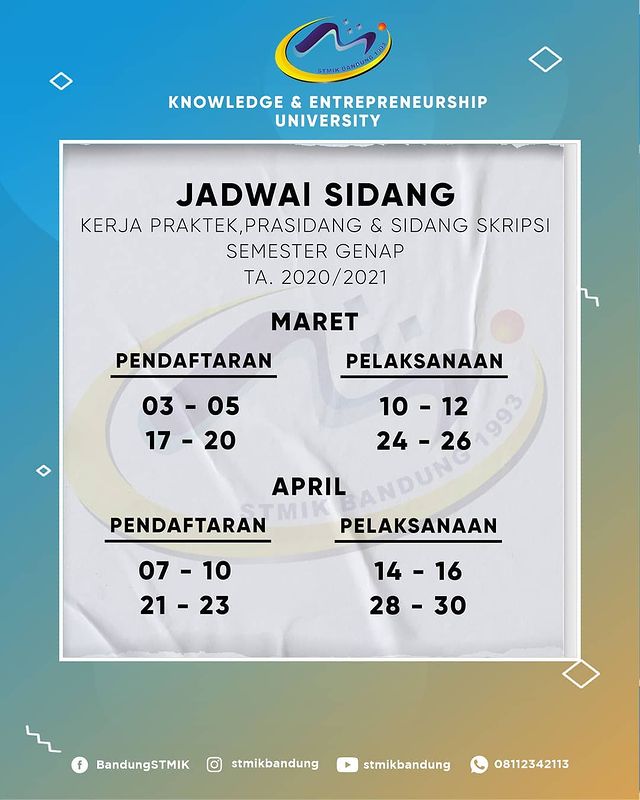 STMIK BANDUNG 1993
KNOWLEDGE & ENTREPRENEURSHIP
UNIVERSITY
JADWAI SIDANG
KERJA PRAKTEK,PRASIDANG & SIDANG SKRIPSI
SEMESTER GENAP
TA. 2020/2021
MARET
PENDAFTARAN PELAKSANAAN
03 - 05 10 - 12
17 - 20 24 - 26
STMIK BANDUNG 1993
APRIL
PENDAFTARAN PELAKSANAAN
07 - 10 14 - 16
21 - 23 28 - 30
BandungSTMIK stmikbandung stmikbandung 08112342113